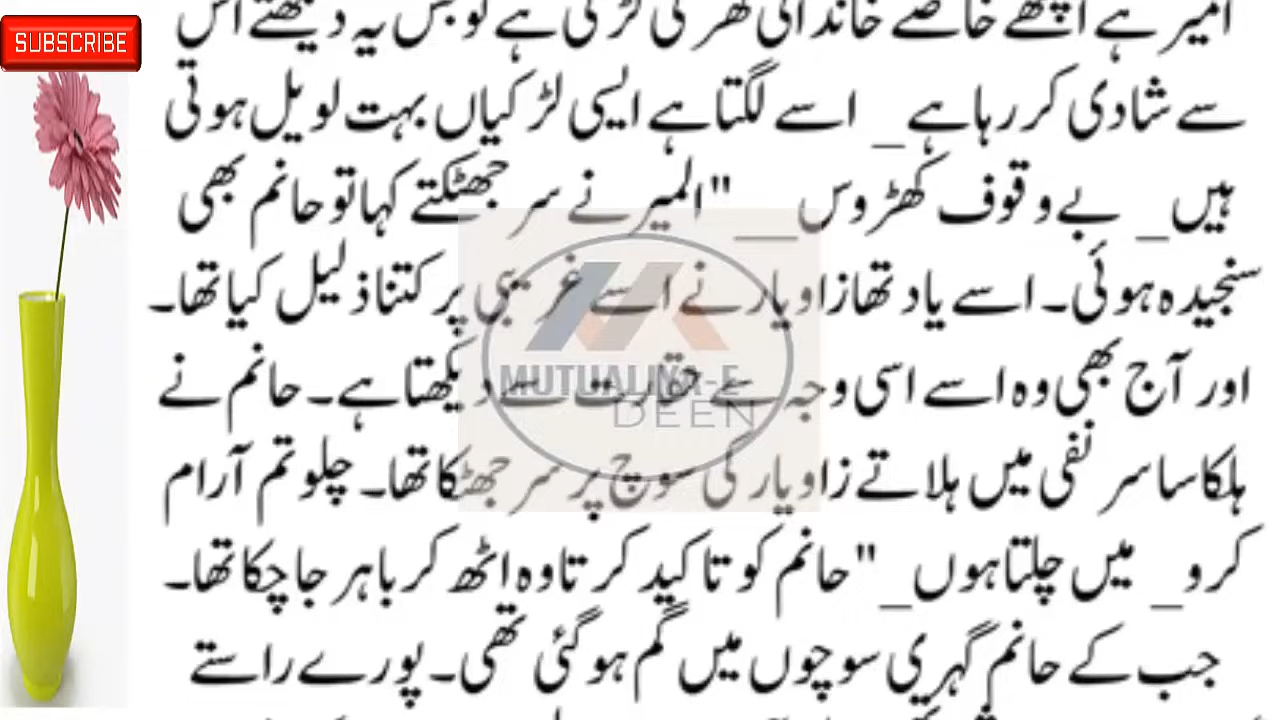 SUBSCRIBE
امیر ہے اچھے خاصے خاندانی گھر کی لڑکی ہے تو بس یہ دیکھتے اس
سے شادی کر رہا ہے_ اسے لگتا ہے ایسی لڑکیاں بہت لویل ہوتی
ہیں_ بے وقوف کھڑوس__" المیر نے سر جھٹکتے کہا تو حانم بھی
سنجیدہ ہوئی۔ اسے یاد تھا زاویار نے اسے غریبی پر کتنا ذلیل کیا تھا۔
اور آج بھی وہ اسے اسی وجہ سے حقارت سے دیکھتا ہے۔ حانم نے
ہلکا سا سر نفی میں ہلاتے زاویار کی سوچ پر سر جھٹکا تھا۔ چلو تم آرام
کرو_ میں چلتا ہوں_" حانم کو تاکید کرتا وہ اٹھ کر باہر جا چکا تھا۔
جب کے حانم گہری سوچوں میں گم ہو گئی تھی۔ پورے راستے
MUTUALIYA-E
DEEN